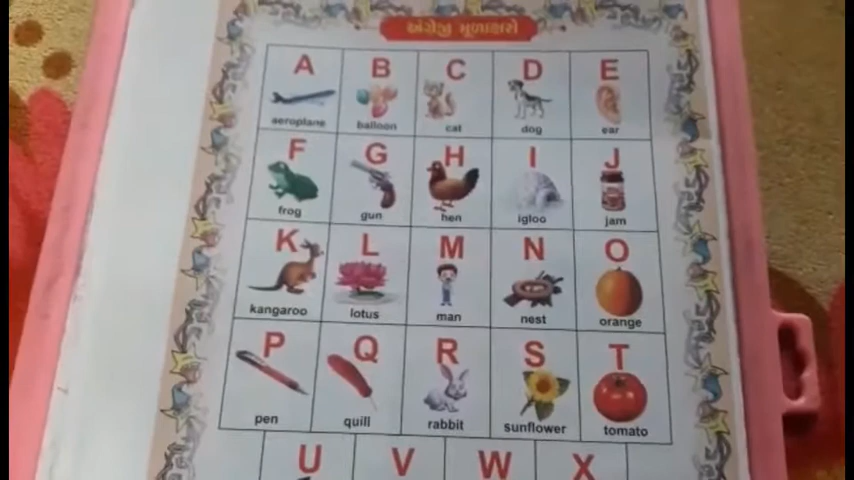 અંગ્રેજી મૂળાક્ષરો
A B C D E
aeroplane balloon cat dog ear
F G H I J
frog gun hen igloo jam
K L M N O
kangaroo lotus man nest orange
P Q R S T
pen quill rabbit sunflower tomato
U V W X